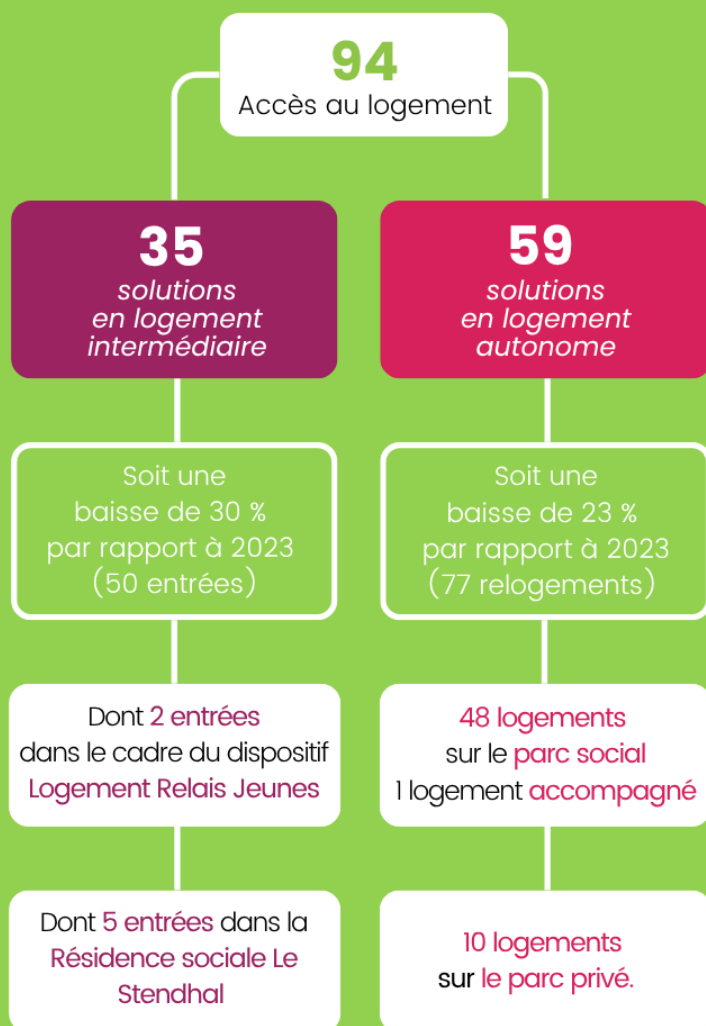 94
Accès au logement
35
solutions
en logement
intermédiaire
Soit une
baisse de 30 %
par rapport à 2023
(50 entrées)
Dont 2 entrées
dans le cadre du dispositif
Logement Relais Jeunes
Dont 5 entrées dans la
Résidence sociale Le
Stendhal
59
solutions
en logement
autonome
Soit une
baisse de 23 %
par rapport à 2023
(77 relogements)
48 logements
sur le parc social
1 logement accompagné
10 logements
sur le parc privé.